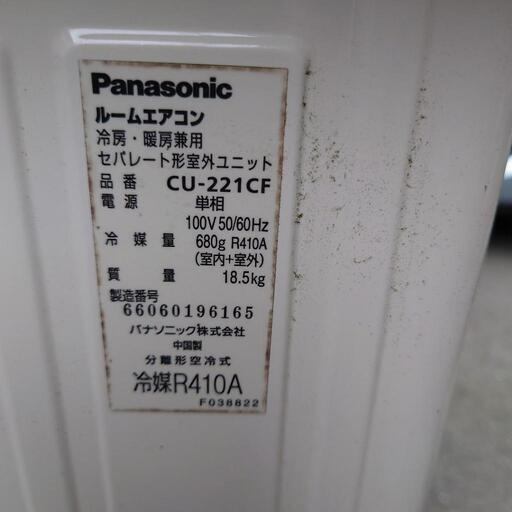 Panasonic
ルームエアコン
冷房・暖房兼用
セパレート形室外ユニット
品番 CU-221CF
電源 単相
100V 50/60Hz
冷媒量 680g R410A
(室内+室外)
質量 18.5kg
製造番号
66060196165
パナソニック株式会社
中国製
分離形空冷式
冷媒R410A
F038822